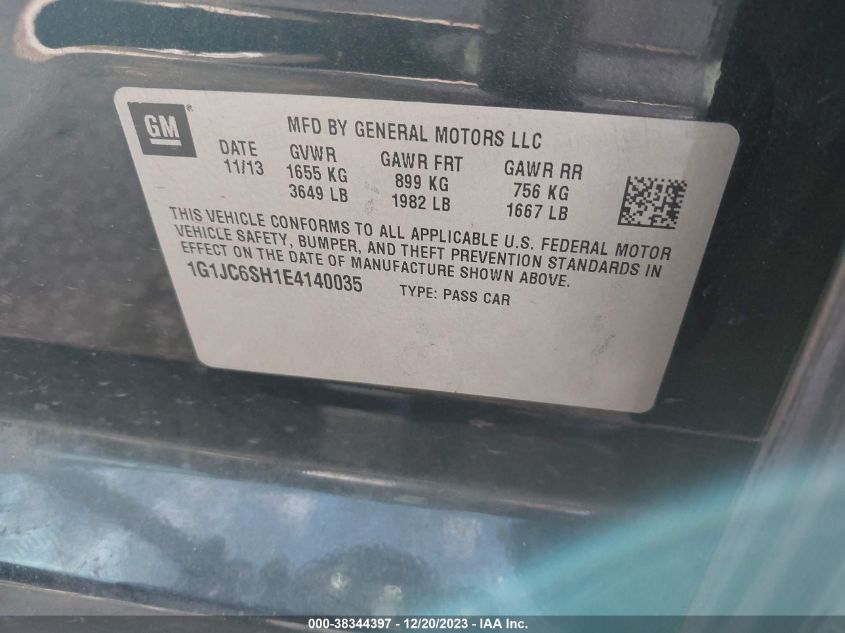 GM ®
MFD BY GENERAL MOTORS LLC
DATE GVWR GAWR FRT GAWR RR
11/13 1655 KG 899 KG 756 KG
3649 LB 1982 LB 1667 LB
THIS VEHICLE CONFORMS TO ALL APPLICABLE U.S. FEDERAL MOTOR
VEHICLE SAFETY, BUMPER, AND THEFT PREVENTION STANDARDS IN
EFFECT ON THE DATE OF MANUFACTURE SHOWN ABOVE.
1G1JC6SH1E4140035 TYPE: PASS CAR
000-38344397 - 12/20/2023 - IAA Inc.